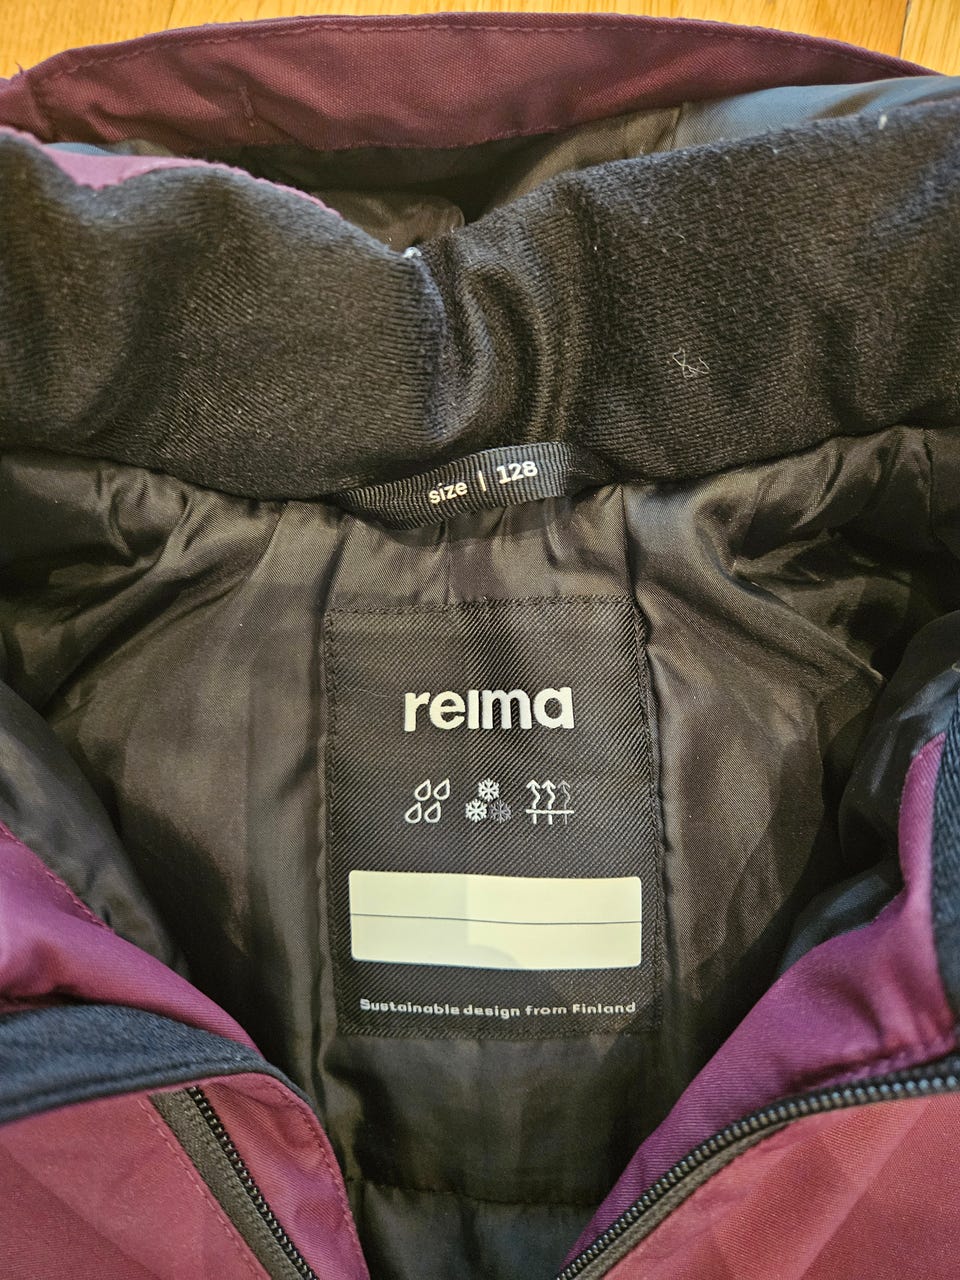 size | 128
reima
Sustainable design from Finland